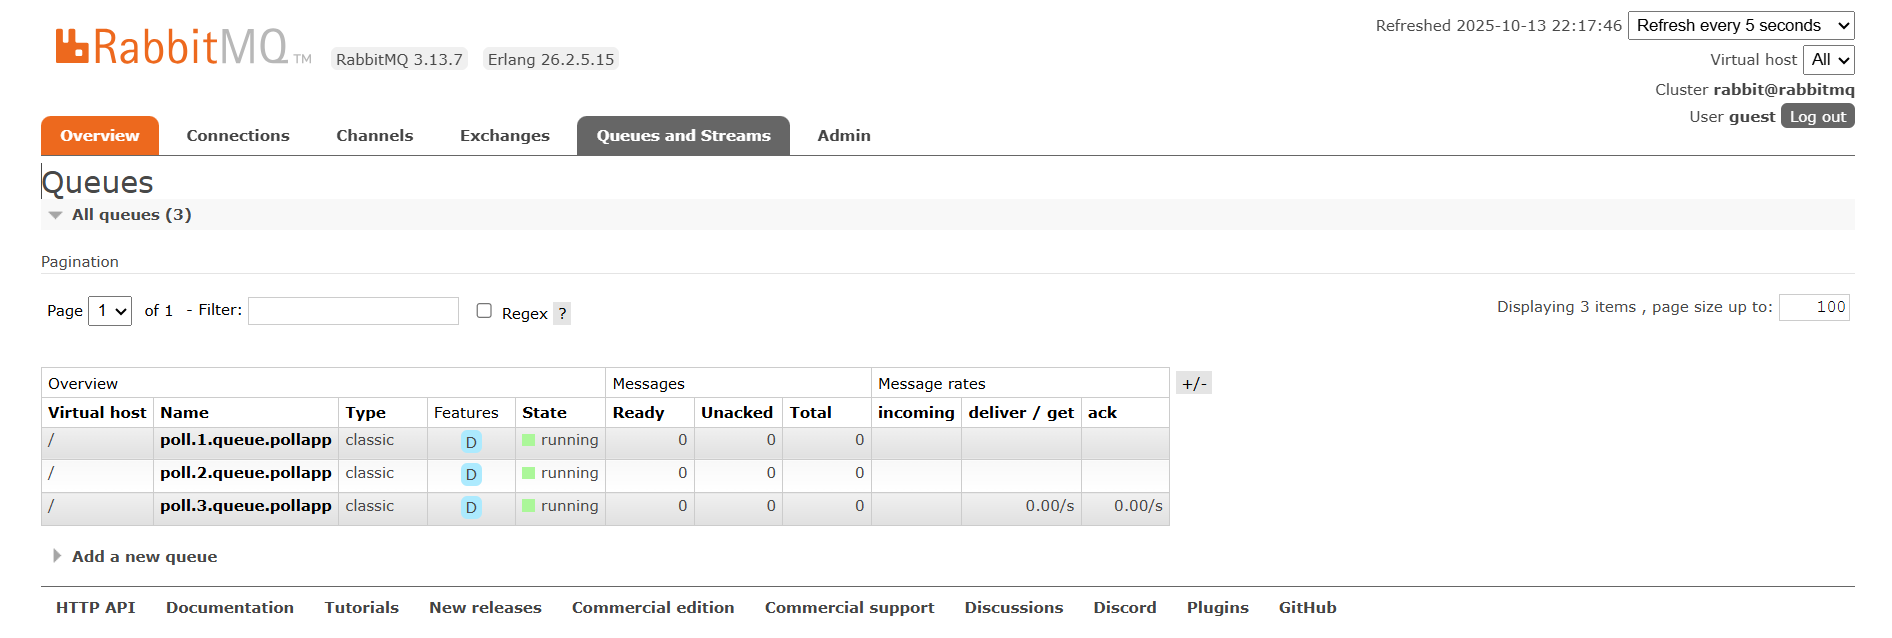 RabbitMQ TM RabbitMQ 3.13.7 Erlang 26.2.5.15
Refreshed 2025-10-13 22:17:46 Refresh every 5 seconds
Virtual host All
Cluster rabbit@rabbitmq
User guest Log out
Overview Connections Channels Exchanges Queues and Streams Admin
Queues
All queues (3)
Pagination
Page 1 of 1 - Filter: Regex ? Displaying 3 items , page size up to: 100
Overview Messages Message rates +/-
Virtual host Name Type Features State Ready Unacked Total incoming deliver / get ack
/ poll.1.queue.pollapp classic D running 0 0 0
/ poll.2.queue.pollapp classic D running 0 0 0
/ poll.3.queue.pollapp classic D running 0 0 0 0.00/s 0.00/s
Add a new queue
HTTP API Documentation Tutorials New releases Commercial edition Commercial support Discussions Discord Plugins GitHub